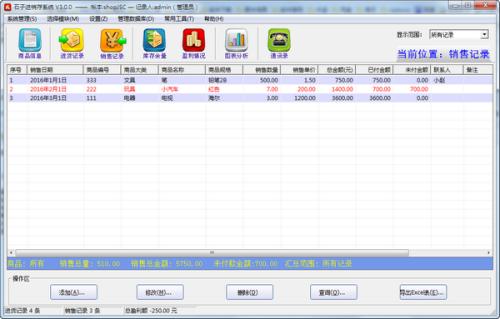 石子进销存系统 V3.0.0 —— 标本:shop/SC — 记录人:admin（管理员）
系统管理(S) 选择模块(M) 设置(Z) 管理数据库(D) 常用工具(T) 帮助(H)
商品信息 进货记录 销售记录 库存余量 盈利情况 图表分析 通讯录
显示范围: 所有记录
当前位置：销售记录
序号 销售日期 商品编号 商品大类 商品名称 商品规格 销售数量 销售单价 总金额(元) 已付金额 未付金额 联系人 备注
1 2016年1月1日 333 文具 笔 铅笔2B 500.00 1.50 750.00 750.00 0.00 小赵
2 2016年2月1日 222 玩具 小汽车 红色 7.00 200.00 1400.00 700.00 700.00
3 2016年3月1日 111 电器 电视 海尔 3.00 1200.00 3600.00 3600.00 0.00
商品: 所有 销售总量: 510.00 销售总金额: 5750.00 未付款金额:700.00 汇总范围: 所有记录
操作区
添加(A)... 修改(M)... 删除(D) 查询(Q)... 导出Excel表(E)...
进货记录 4 条 销售记录 3 条 总盈利额 -250.00 元